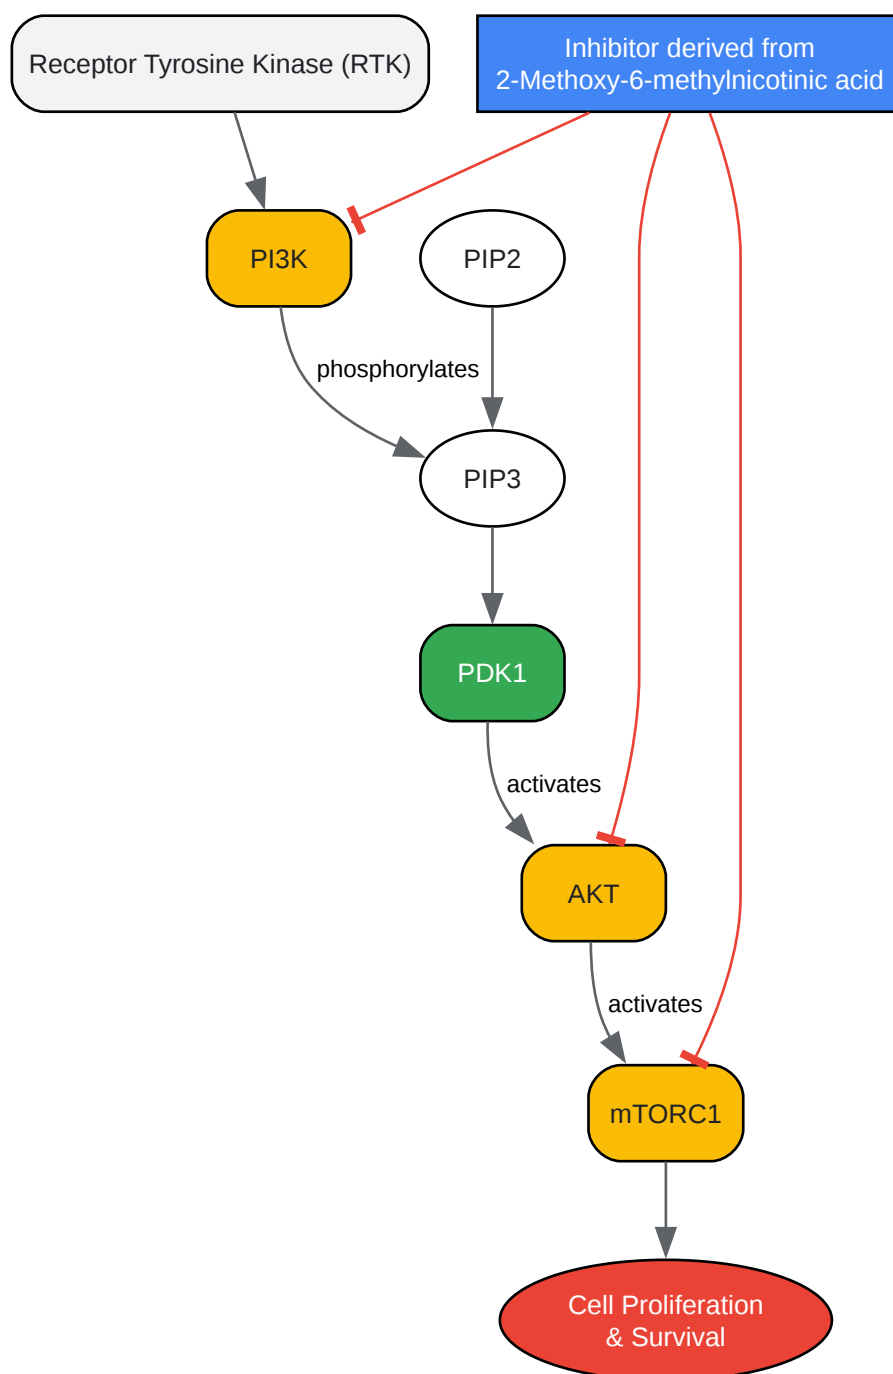 Receptor Tyrosine Kinase (RTK)
Inhibitor derived from
2-Methoxy-6-methylnicotinic acid
PI3K
PIP2
phosphorylates
PIP3
PDK1
activates
AKT
activates
mTORC1
Cell Proliferation
& Survival